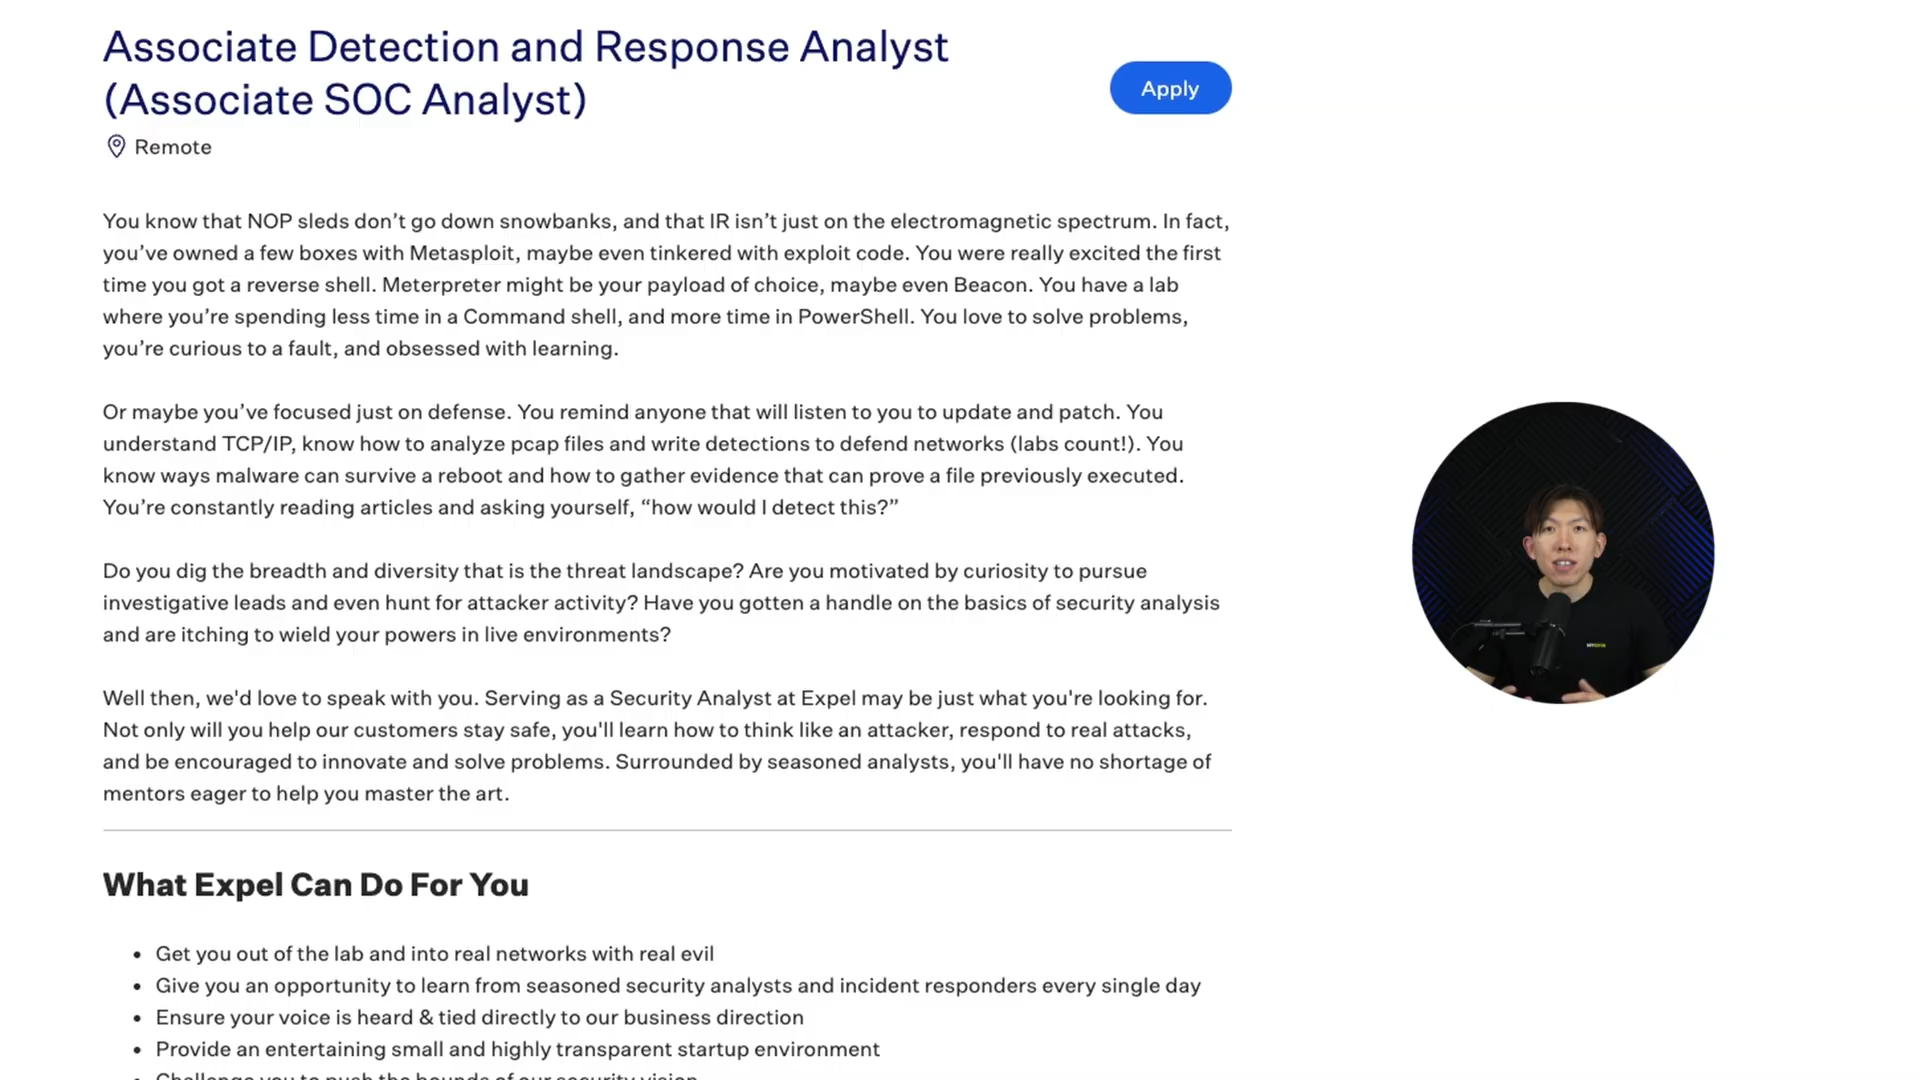 Associate Detection and Response Analyst
(Associate SOC Analyst)
Apply
Remote
You know that NOP sleds don’t go down snowbanks, and that IR isn’t just on the electromagnetic spectrum. In fact,
you’ve owned a few boxes with Metasploit, maybe even tinkered with exploit code. You were really excited the first
time you got a reverse shell. Meterpreter might be your payload of choice, maybe even Beacon. You have a lab
where you’re spending less time in a Command shell, and more time in PowerShell. You love to solve problems,
you’re curious to a fault, and obsessed with learning.
Or maybe you’ve focused just on defense. You remind anyone that will listen to you to update and patch. You
understand TCP/IP, know how to analyze pcap files and write detections to defend networks (labs count!). You
know ways malware can survive a reboot and how to gather evidence that can prove a file previously executed.
You’re constantly reading articles and asking yourself, “how would I detect this?”
Do you dig the breadth and diversity that is the threat landscape? Are you motivated by curiosity to pursue
investigative leads and even hunt for attacker activity? Have you gotten a handle on the basics of security analysis
and are itching to wield your powers in live environments?
Well then, we'd love to speak with you. Serving as a Security Analyst at Expel may be just what you're looking for.
Not only will you help our customers stay safe, you'll learn how to think like an attacker, respond to real attacks,
and be encouraged to innovate and solve problems. Surrounded by seasoned analysts, you'll have no shortage of
mentors eager to help you master the art.
What Expel Can Do For You
• Get you out of the lab and into real networks with real evil
• Give you an opportunity to learn from seasoned security analysts and incident responders every single day
• Ensure your voice is heard & tied directly to our business direction
• Provide an entertaining small and highly transparent startup environment
• Challenge you to push the bounds of our security vision